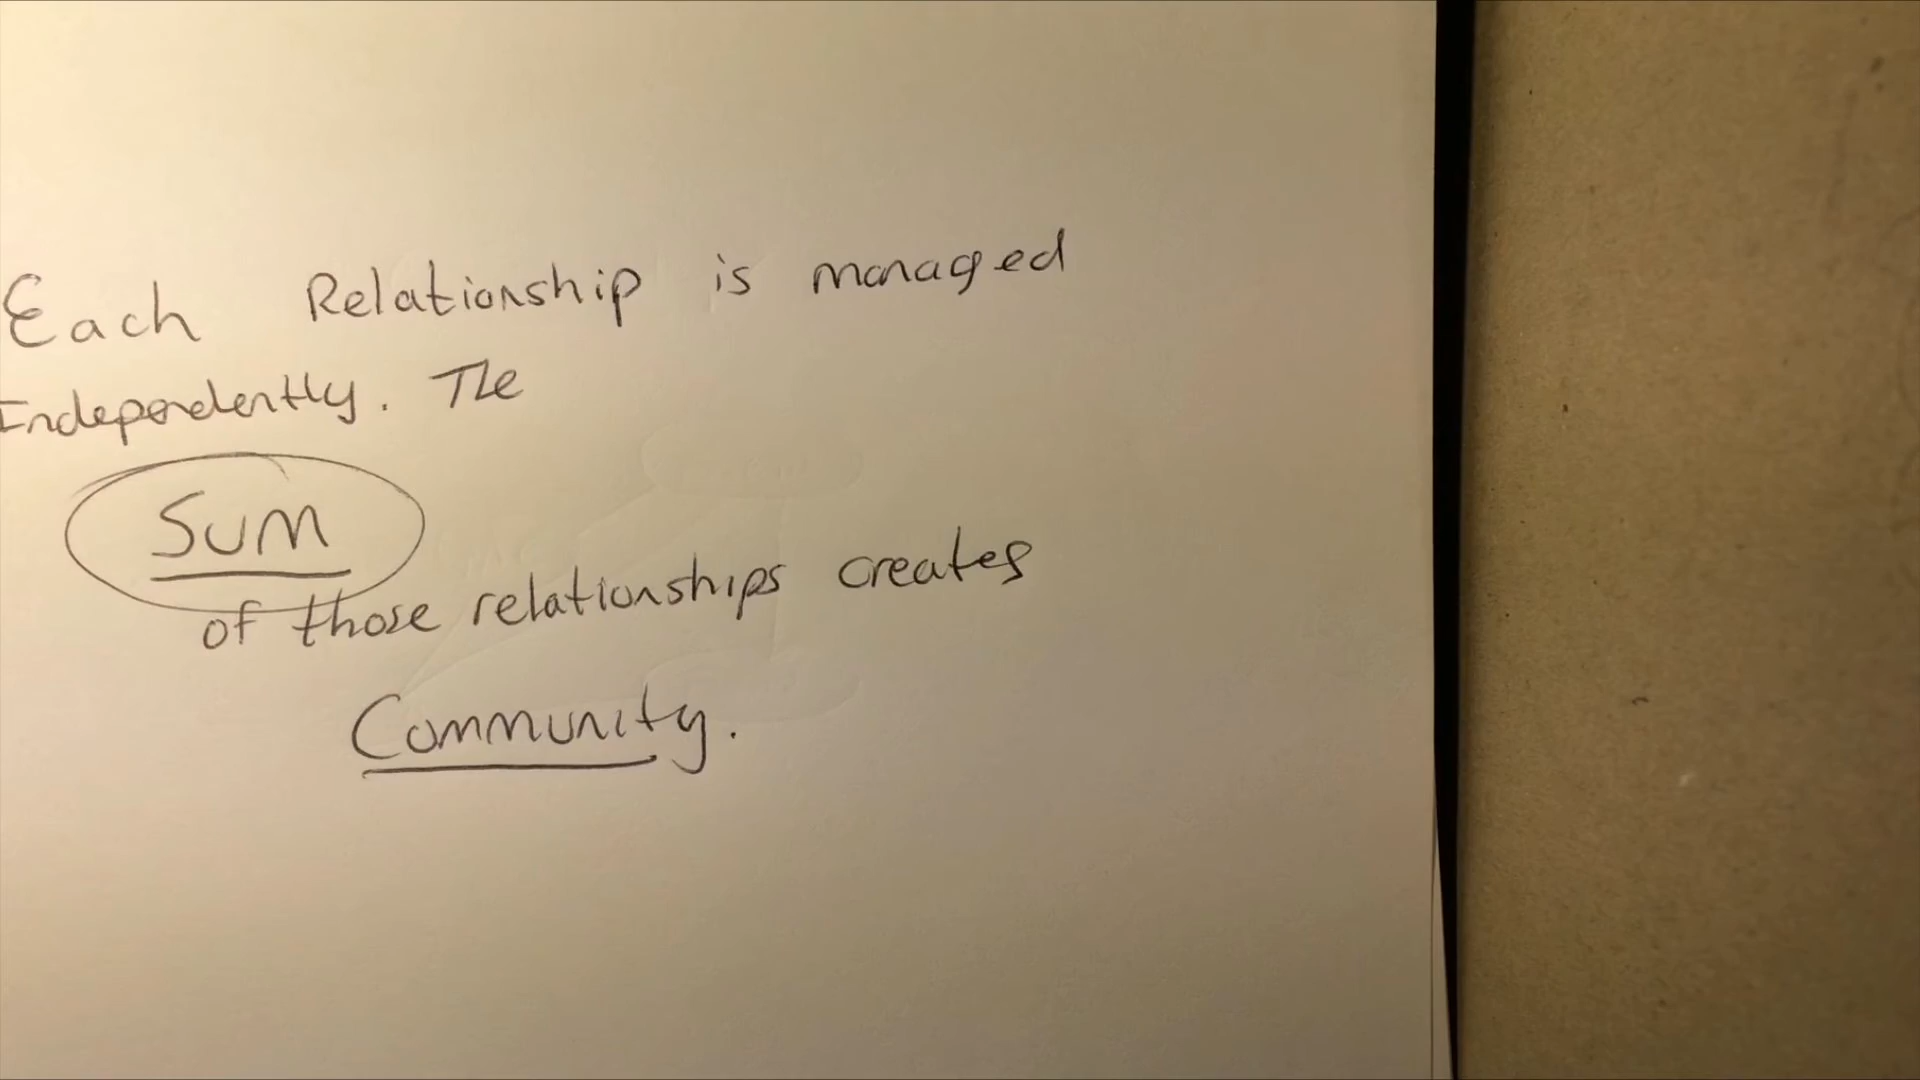 Each Relationship is managed
Independently. The
Sum
of those relationships creates
Community.